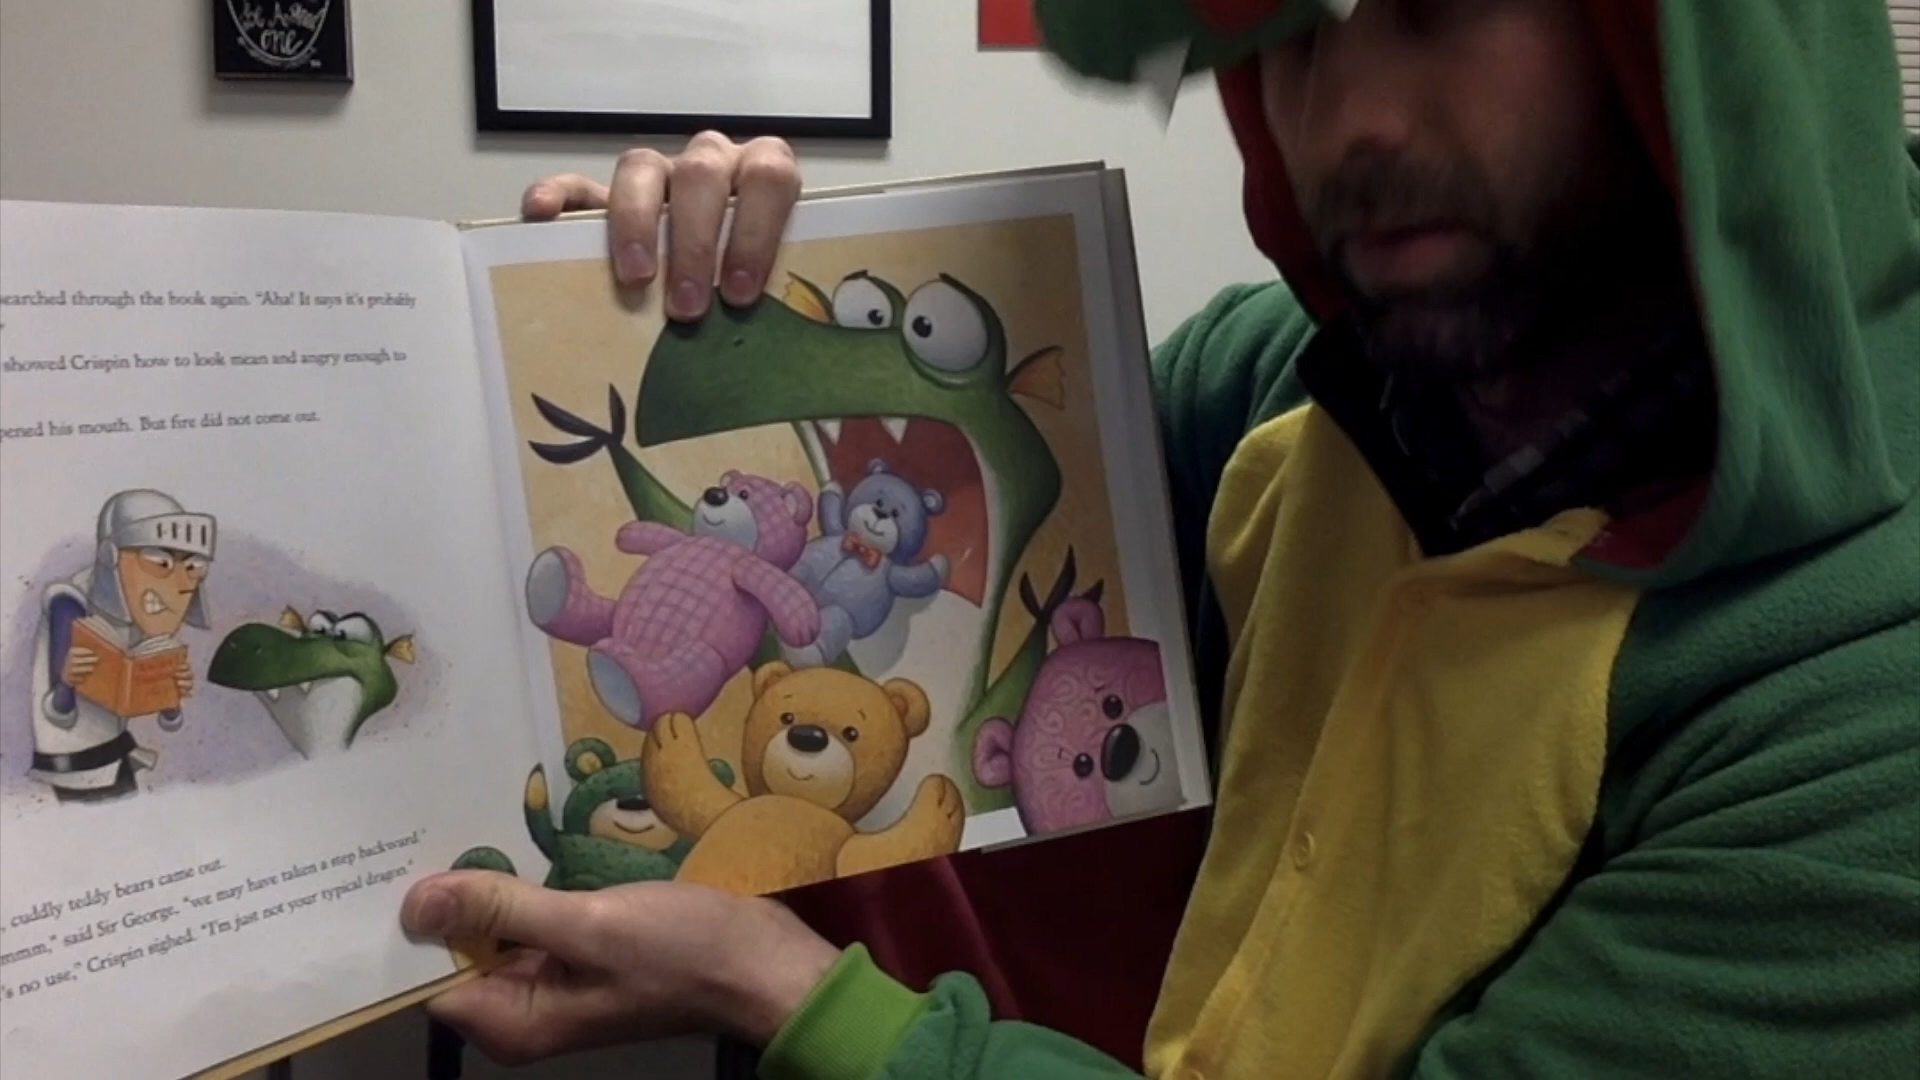 be A
one
searched through the book again. "Aha! It says it's probably
showed Crispin how to look mean and angry enough to
pened his mouth. But fire did not come out.
, cuddly teddy bears came out.
mmm," said Sir George, "we may have taken a step backward."
's no use," Crispin sighed. "I'm just not your typical dragon."